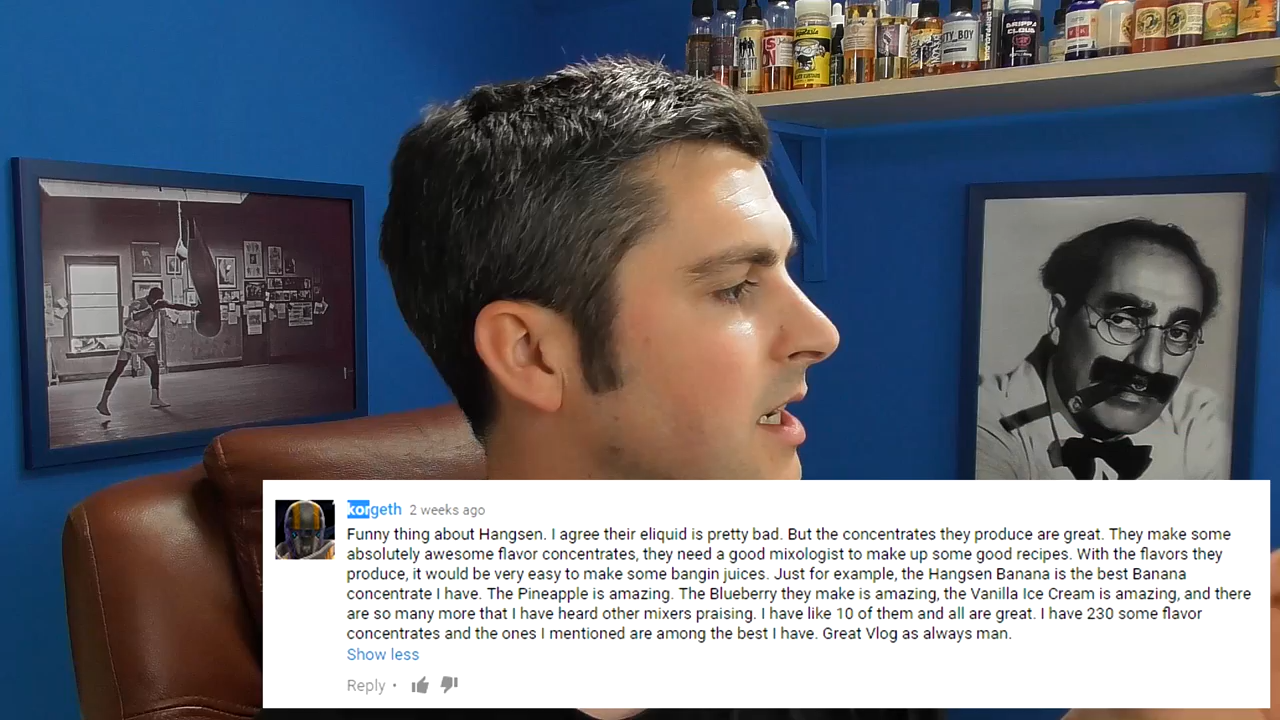 TY BOY
DRIPPA
CLOUD
korgeth 2 weeks ago
Funny thing about Hangsen. I agree their eliquid is pretty bad. But the concentrates they produce are great. They make some
absolutely awesome flavor concentrates, they need a good mixologist to make up some good recipes. With the flavors they
produce, it would be very easy to make some bangin juices. Just for example, the Hangsen Banana is the best Banana
concentrate I have. The Pineapple is amazing. The Blueberry they make is amazing, the Vanilla Ice Cream is amazing, and there
are so many more that I have heard other mixers praising. I have like 10 of them and all are great. I have 230 some flavor
concentrates and the ones I mentioned are among the best I have. Great Vlog as always man.
Show less
Reply •